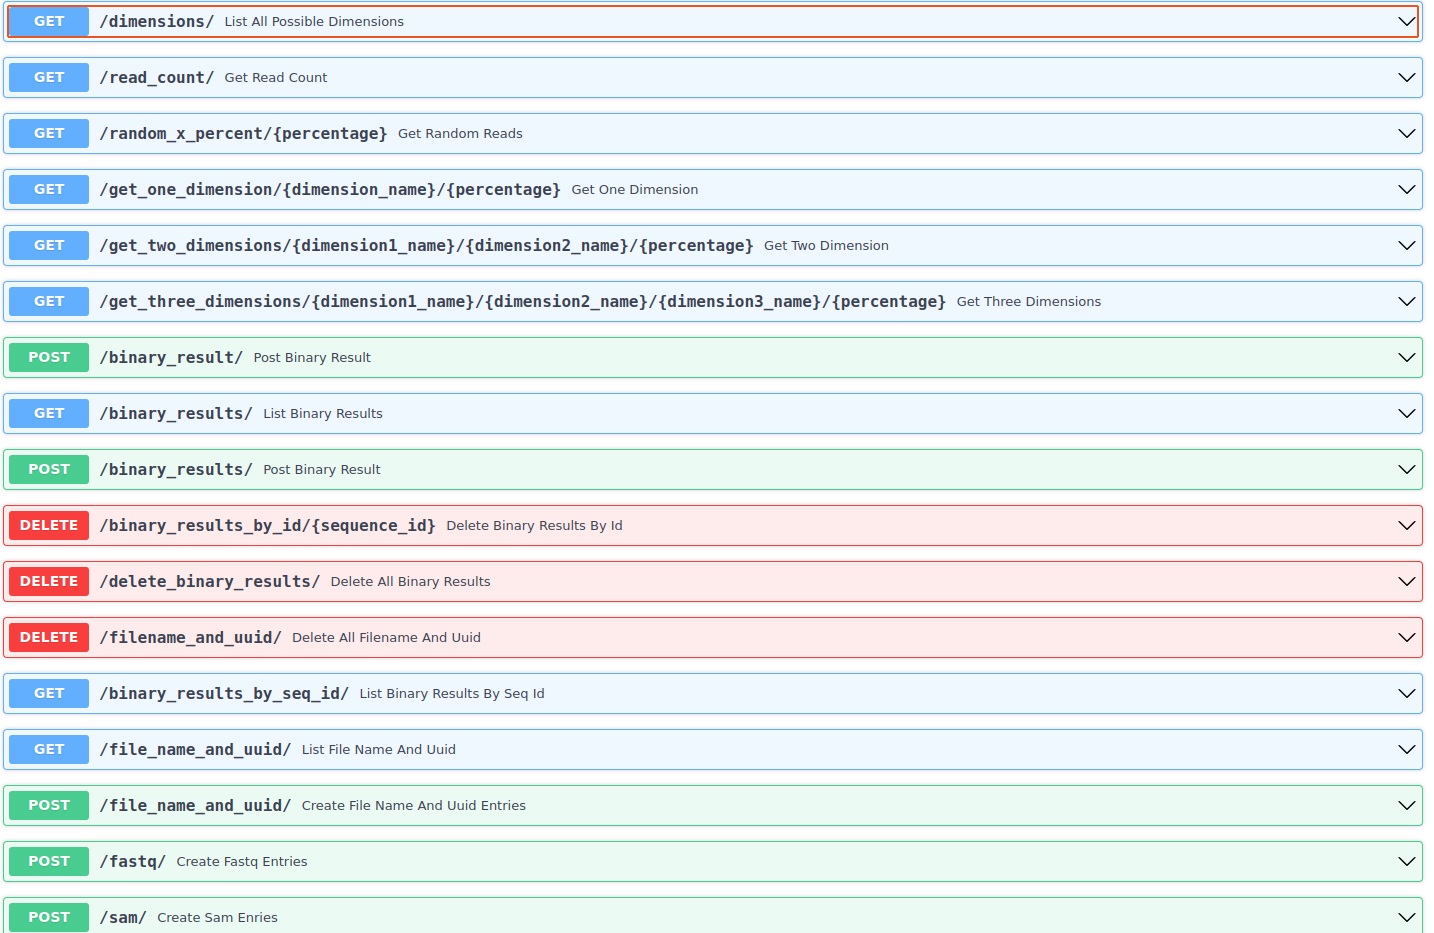 GET /dimensions/ List All Possible Dimensions
GET /read_count/ Get Read Count
GET /random_x_percent/{percentage} Get Random Reads
GET /get_one_dimension/{dimension_name}/{percentage} Get One Dimension
GET /get_two_dimensions/{dimension1_name}/{dimension2_name}/{percentage} Get Two Dimension
GET /get_three_dimensions/{dimension1_name}/{dimension2_name}/{dimension3_name}/{percentage} Get Three Dimensions
POST /binary_result/ Post Binary Result
GET /binary_results/ List Binary Results
POST /binary_results/ Post Binary Result
DELETE /binary_results_by_id/{sequence_id} Delete Binary Results By Id
DELETE /delete_binary_results/ Delete All Binary Results
DELETE /filename_and_uuid/ Delete All Filename And Uuid
GET /binary_results_by_seq_id/ List Binary Results By Seq Id
GET /file_name_and_uuid/ List File Name And Uuid
POST /file_name_and_uuid/ Create File Name And Uuid Entries
POST /fastq/ Create Fastq Entries
POST /sam/ Create Sam Enries